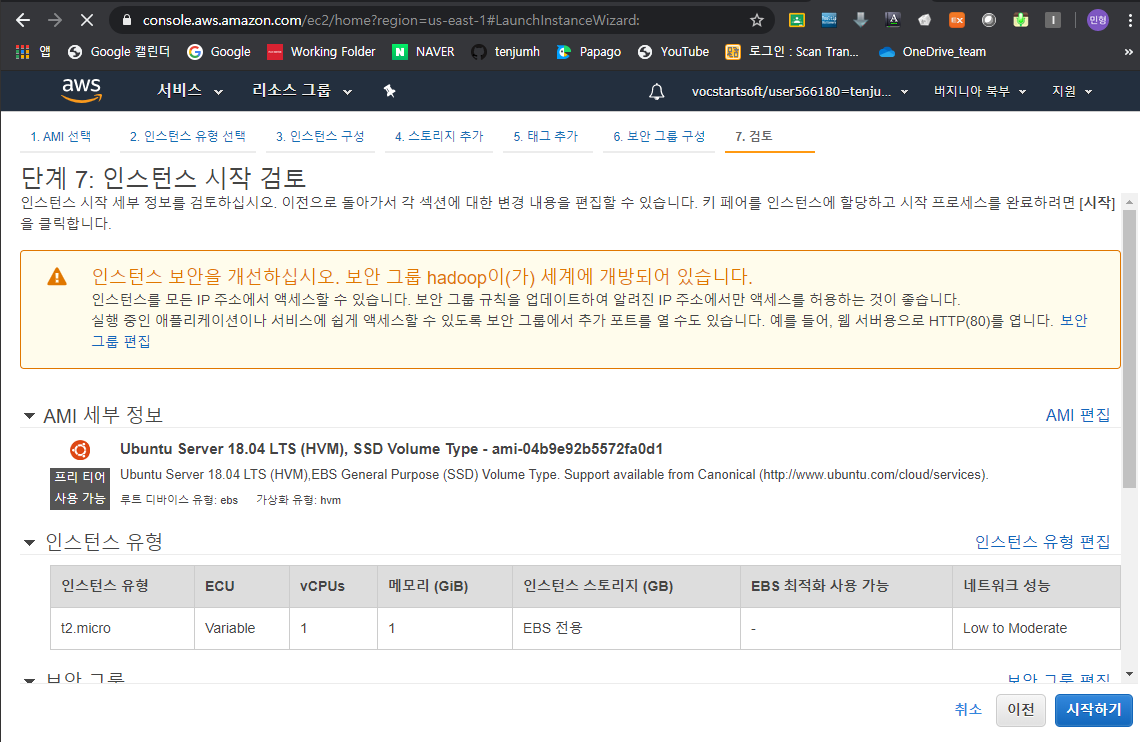 console.aws.amazon.com/ec2/home?region=us-east-1#LaunchInstanceWizard:
민형
앱 Google 캘린더 Google Working Folder NAVER tenjumh Papago YouTube 로그인 : Scan Tran... OneDrive_team »
aws 서비스 리소스 그룹 vocstartsoft/user566180=tenju... 버지니아 북부 지원
1. AMI 선택 2. 인스턴스 유형 선택 3. 인스턴스 구성 4. 스토리지 추가 5. 태그 추가 6. 보안 그룹 구성 7. 검토
단계 7: 인스턴스 시작 검토
인스턴스 시작 세부 정보를 검토하십시오. 이전으로 돌아가서 각 섹션에 대한 변경 내용을 편집할 수 있습니다. 키 페어를 인스턴스에 할당하고 시작 프로세스를 완료하려면 [시작]
을 클릭합니다.
인스턴스 보안을 개선하십시오. 보안 그룹 hadoop이(가) 세계에 개방되어 있습니다.
인스턴스를 모든 IP 주소에서 액세스할 수 있습니다. 보안 그룹 규칙을 업데이트하여 알려진 IP 주소에서만 액세스를 허용하는 것이 좋습니다.
실행 중인 애플리케이션이나 서비스에 쉽게 액세스할 수 있도록 보안 그룹에서 추가 포트를 열 수도 있습니다. 예를 들어, 웹 서버용으로 HTTP(80)를 엽니다. 보안
그룹 편집
AMI 세부 정보 AMI 편집
Ubuntu Server 18.04 LTS (HVM), SSD Volume Type - ami-04b9e92b5572fa0d1
프리 티어 Ubuntu Server 18.04 LTS (HVM),EBS General Purpose (SSD) Volume Type. Support available from Canonical (http://www.ubuntu.com/cloud/services).
사용 가능 루트 디바이스 유형: ebs 가상화 유형: hvm
인스턴스 유형 인스턴스 유형 편집
인스턴스 유형 ECU vCPUs 메모리 (GiB) 인스턴스 스토리지 (GB) EBS 최적화 사용 가능 네트워크 성능
t2.micro Variable 1 1 EBS 전용 - Low to Moderate
보안 그룹 보안 그룹 편집
취소 이전 시작하기